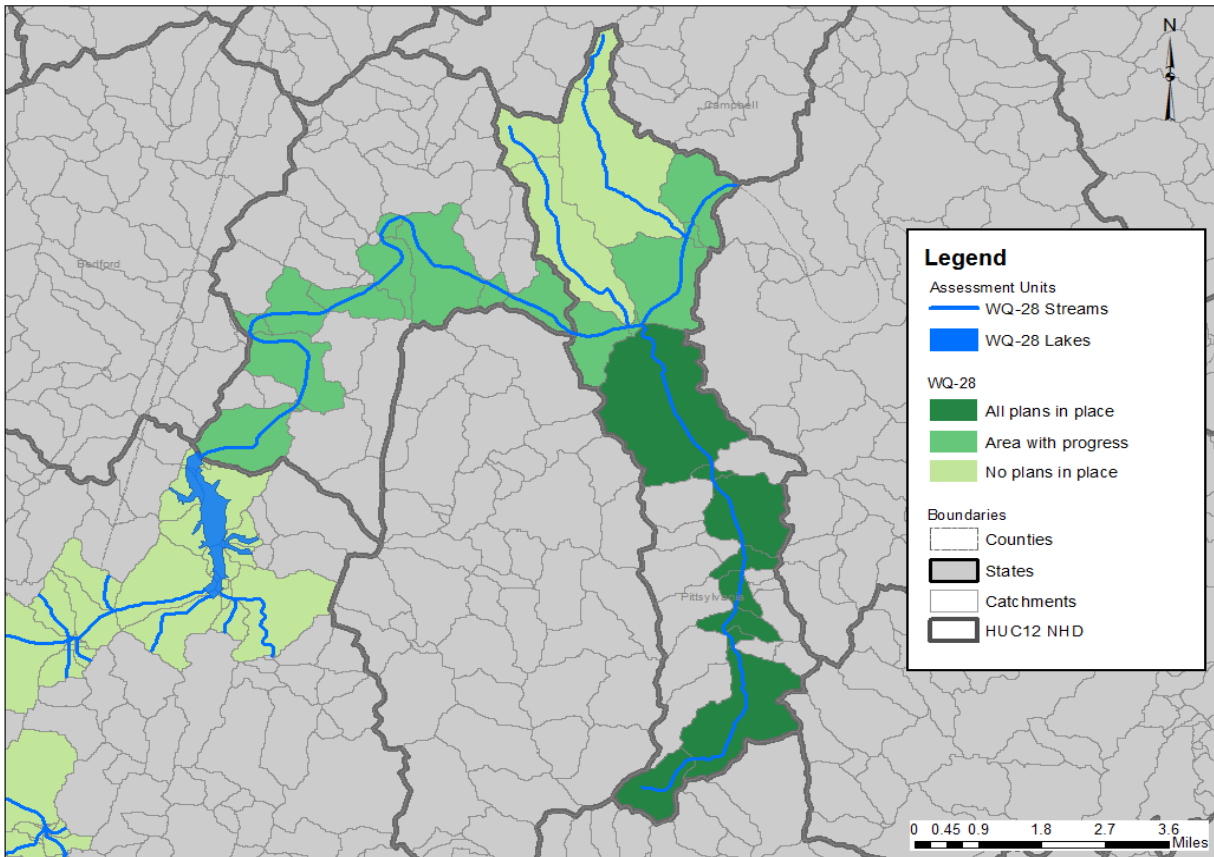 N
Campbell
Bedford
Pittsylvania
Legend
Assessment Units
WQ-28 Streams
WQ-28 Lakes
WQ-28
All plans in place
Area with progress
No plans in place
Boundaries
Counties
States
Catchments
HUC12 NHD
0 0.45 0.9 1.8 2.7 3.6
Miles